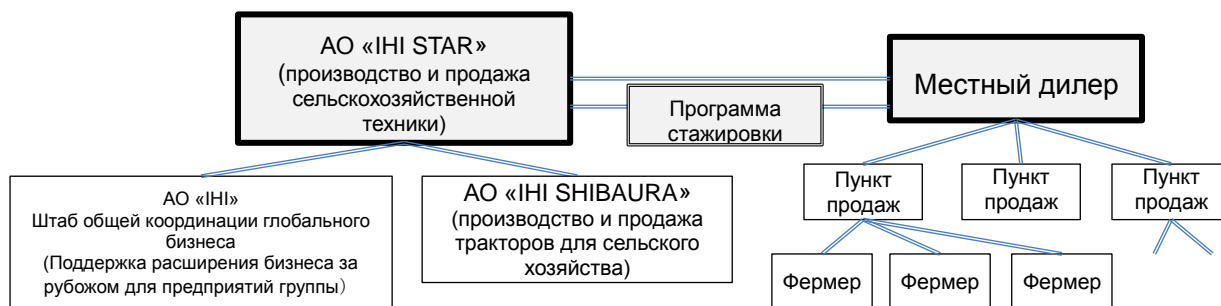 АО «IHI STAR»
(производство и продажа
сельскохозяйственной
техники)
Программа
стажировки
Местный дилер
АО «IHI»
Штаб общей координации глобального
бизнеса
(Поддержка расширения бизнеса за
рубожом для предприятий группы)
АО «IHI SHIBAURA»
(производство и продажа
тракторов для сельского
хозяйства)
Пункт
продаж
Пункт
продаж
Пункт
продаж
Фермер
Фермер
Фермер